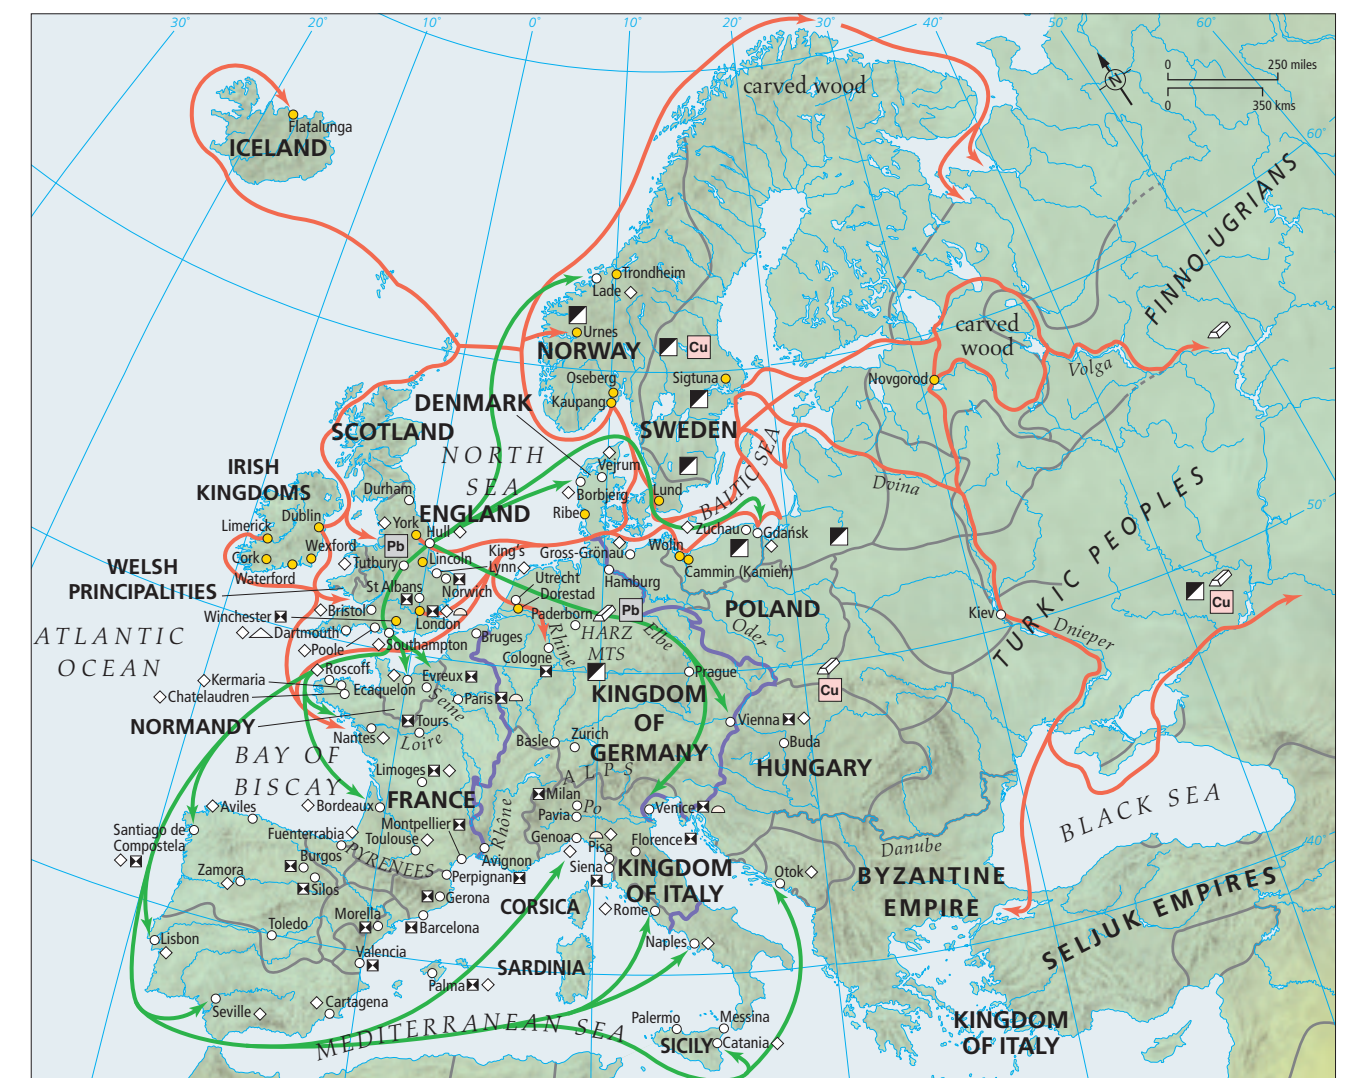 30°
20°
10°
0°
10°
20°
30°
40°
50°
60°
N
0
250 miles
0
350 kms
carved wood
Flatalunga
ICELAND
60°
FINNO-UGRIANS
Trondheim
Lade
Urnes
NORWAY
Cu
carved
wood
Volga
Oseberg
Sigtuna
Novgorod
Kaupang
DENMARK
SCOTLAND
SWEDEN
NORTH
SEA
BALTIC SEA
IRISH
KINGDOMS
Vejrum
Borbjerg
Durham
Lund
Dvina
TURKIC PEOPLES
50°
Dublin
York
ENGLAND
Ribe
Limerick
Hull
Zuchau
Gdańsk
Wexford
Pb
Lincoln
King's
Lynn
Gross-Grönau
Wolin
Cork
Tutbury
Cammin (Kamień)
WELSH
PRINCIPALITIES
Waterford
St Albans
Norwich
Utrecht
Dorestad
Hamburg
Winchester
Bristol
London
Paderborn
Pb
POLAND
Cu
Kiev
Dnieper
ATLANTIC
OCEAN
Dartmouth
Southampton
Bruges
Rhine
HARZ
MTS
Elbe
Oder
Poole
Cologne
Roscoff
Kermaria
Ecaquelon
Evreux
Prague
Cu
Chatelaudren
Seine
Paris
KINGDOM
OF
GERMANY
NORMANDY
Tours
Vienna
Nantes
Loire
Basle
Zürich
Buda
BAY OF
BISCAY
ALPS
HUNGARY
Limoges
Aviles
Bordeaux
FRANCE
Milan
Po
Venice
BLACK SEA
Santiago de
Compostela
Fuenterrabia
Montpellier
Rhône
Pavia
Toulouse
Genoa
Pisa
Florence
Danube
40°
Burgos
PYRENEES
Avignon
Siena
KINGDOM
OF ITALY
Otok
BYZANTINE
EMPIRE
Zamora
Silos
Perpignan
Gerona
CORSICA
Rome
SELJUK EMPIRES
Morella
Barcelona
Toledo
Lisbon
Valencia
Naples
SARDINIA
Palma
Seville
Cartagena
MEDITERRANEAN SEA
Palermo
Messina
SICILY
Catania
KINGDOM
OF ITALY